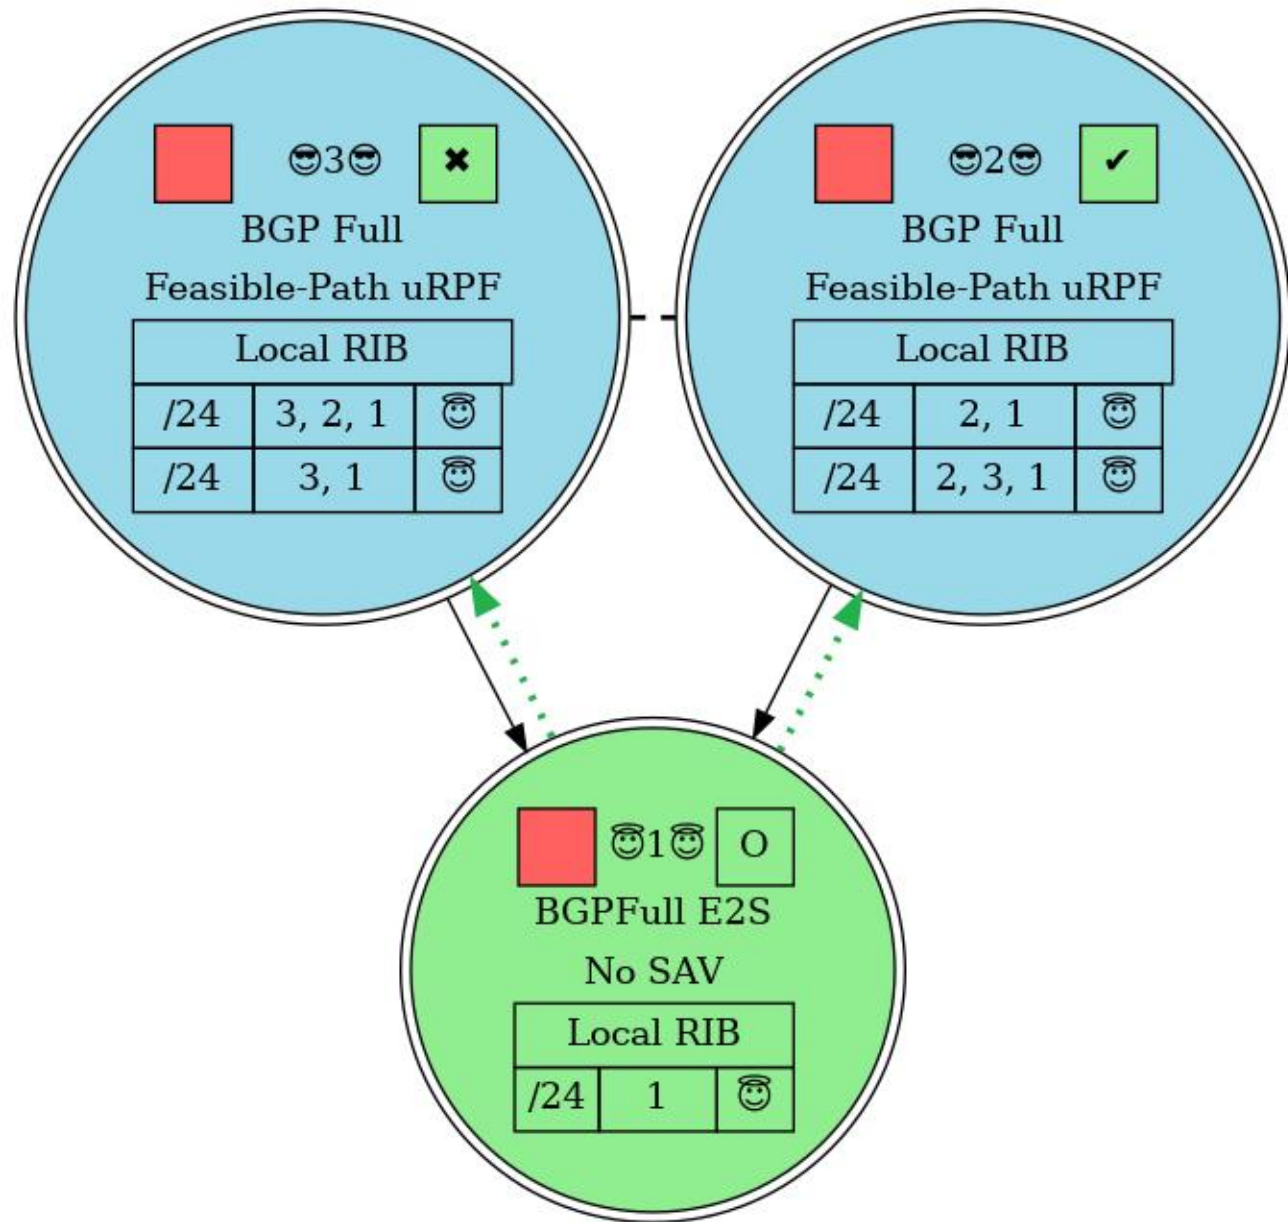 😎3😎 ✖
BGP Full
Feasible-Path uRPF
Local RIB
/24 3, 2, 1 😇
/24 3, 1 😇
😎2😎 ✔
BGP Full
Feasible-Path uRPF
Local RIB
/24 2, 1 😇
/24 2, 3, 1 😇
😇1😇 O
BGPFull E2S
No SAV
Local RIB
/24 1 😇